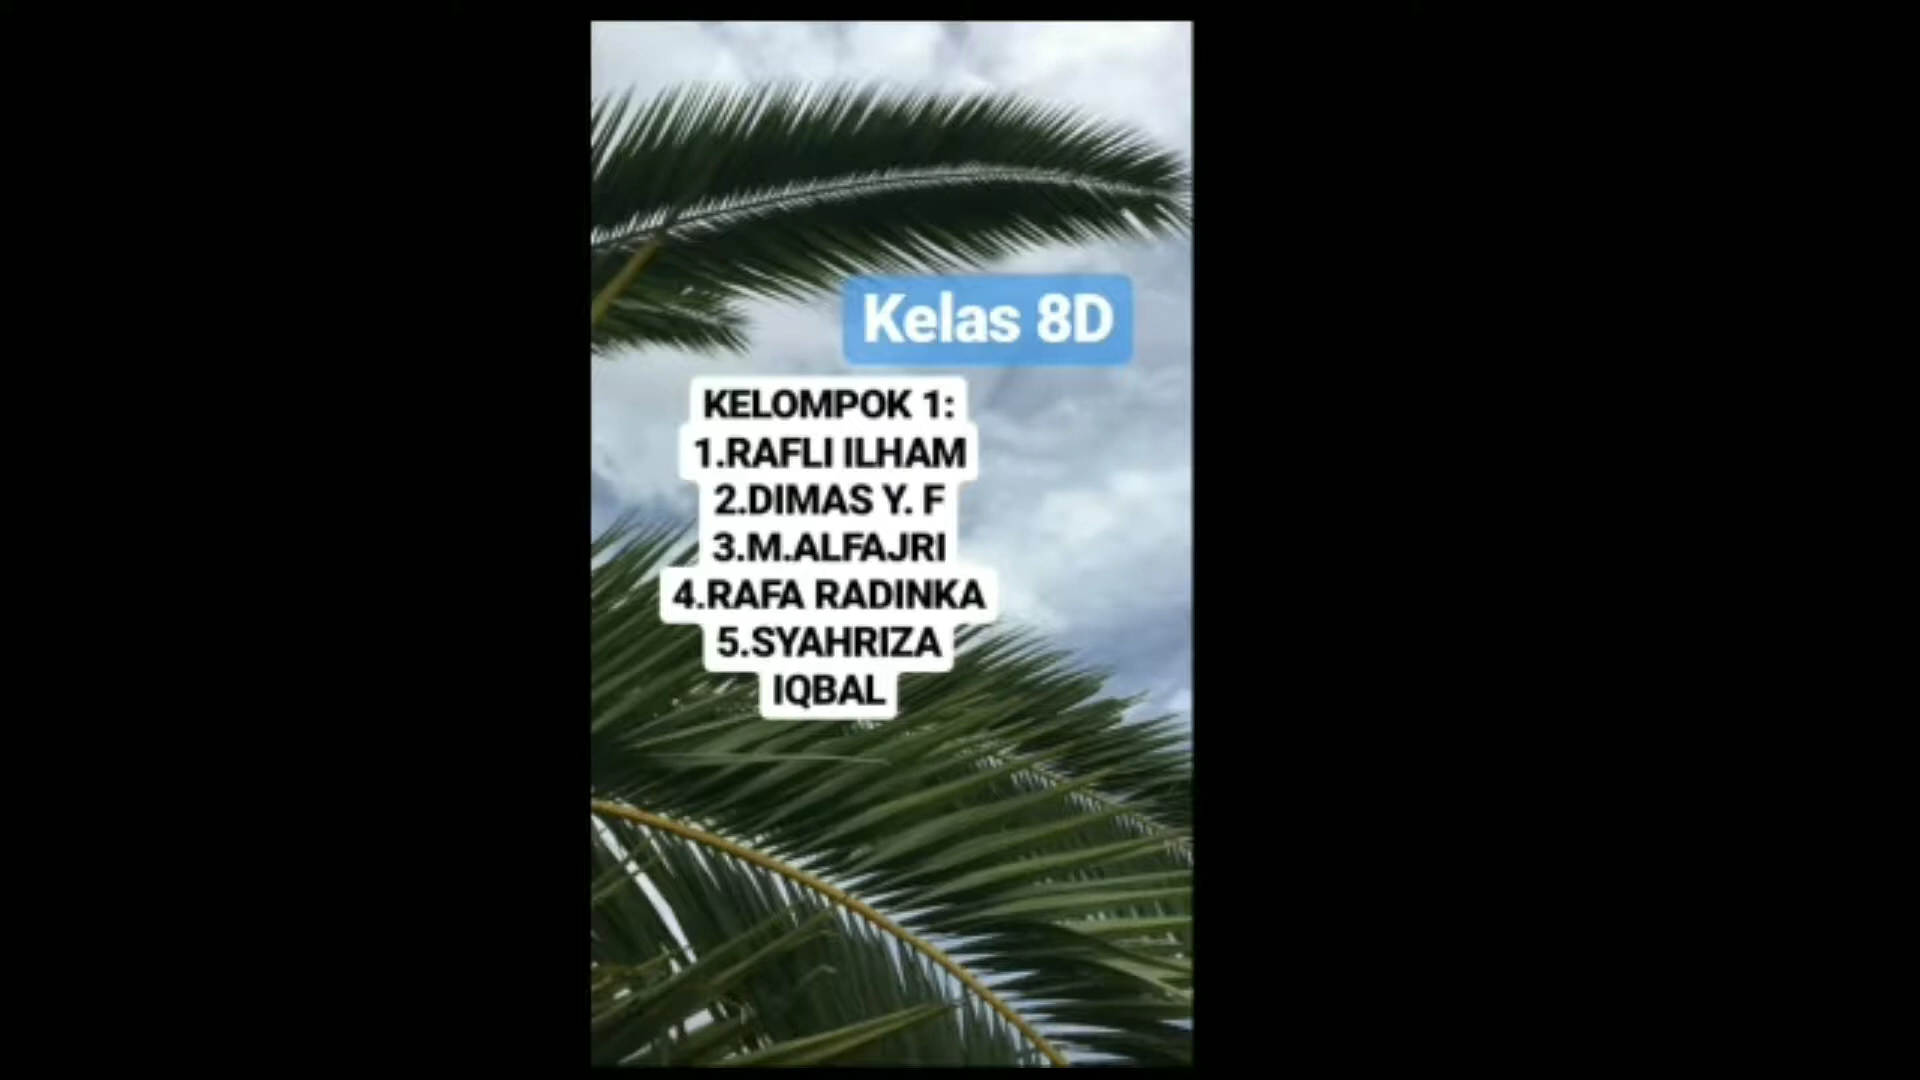 Kelas 8D
KELOMPOK 1:
1.RAFLI ILHAM
2.DIMAS Y. F
3.M.ALFAJRI
4.RAFA RADINKA
5.SYAHRIZA
IQBAL